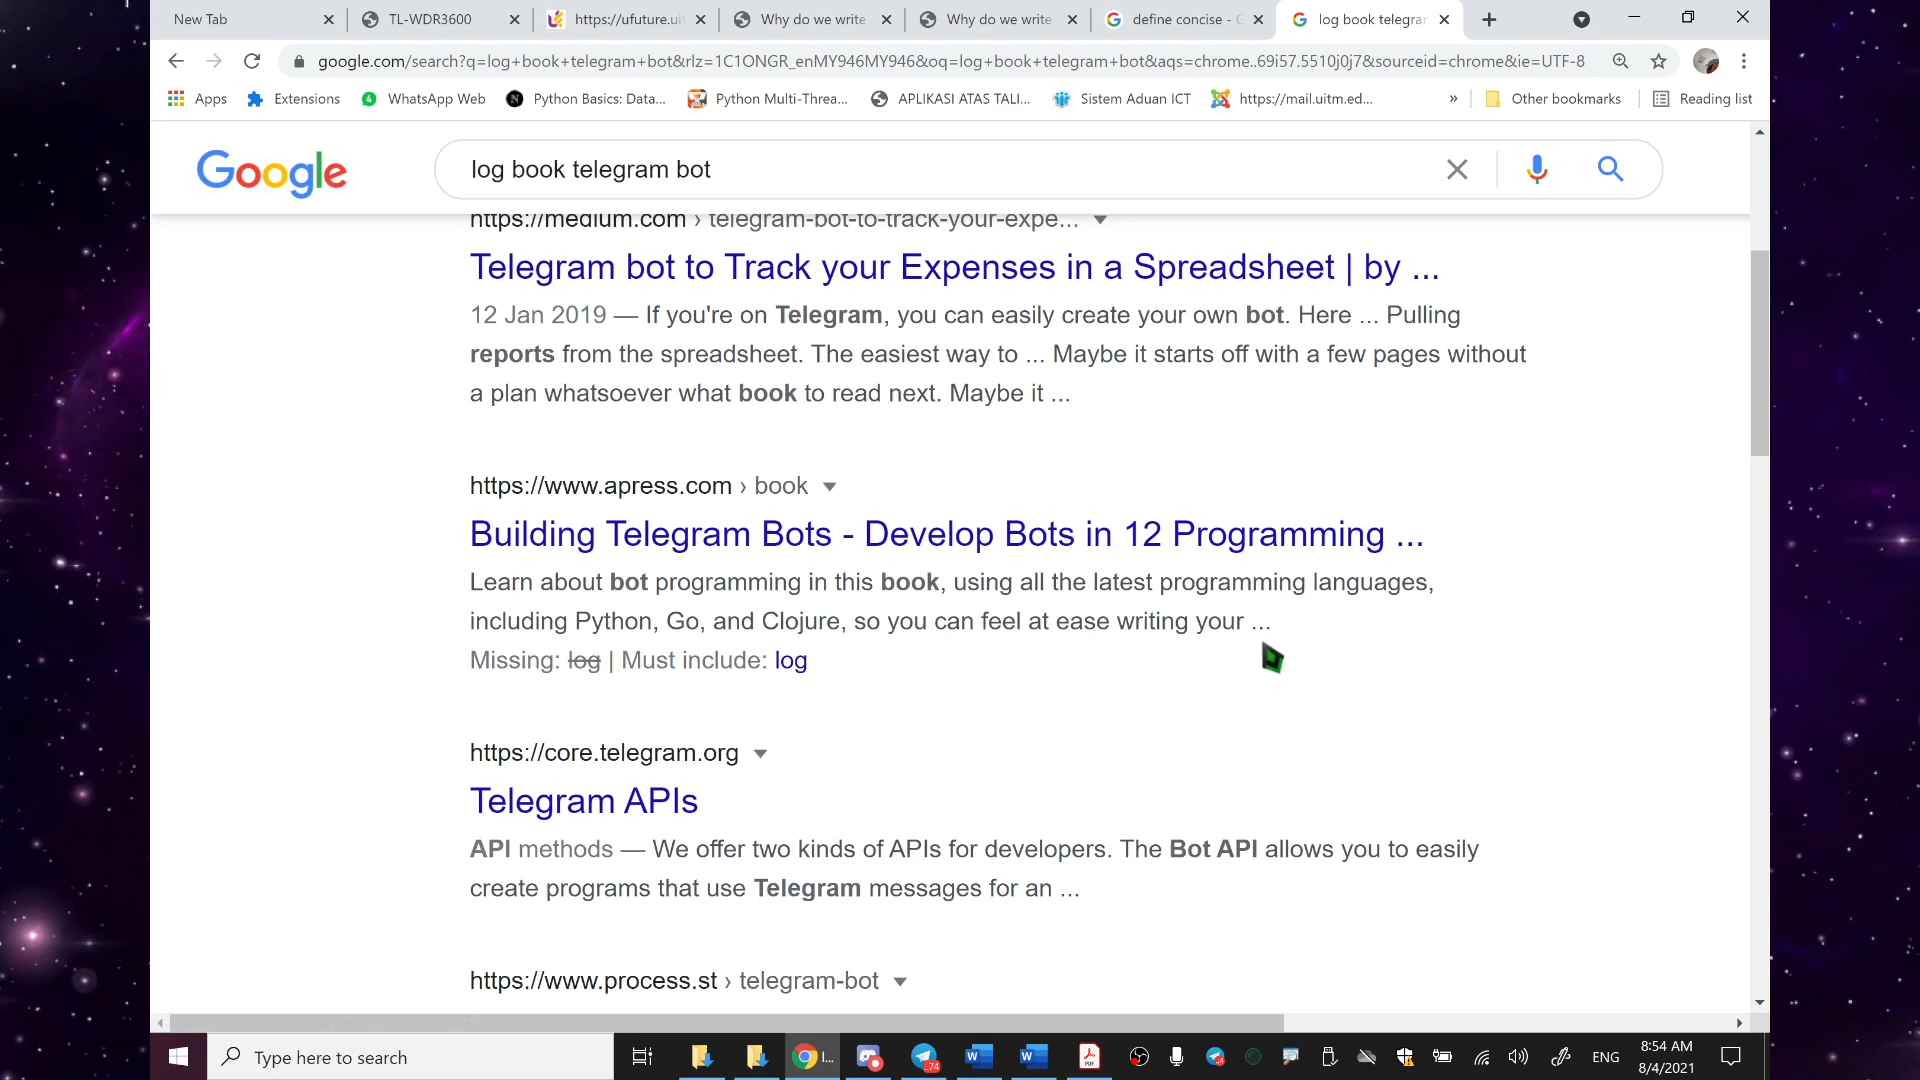 New Tab
TL-WDR3600
https://ufuture.ui
Why do we write
Why do we write
define concise -
log book telegram
google.com/search?q=log+book+telegram+bot&rlz=1C1ONGR_enMY946MY946&oq=log+book+telegram+bot&aqs=chrome..69i57.5510j0j7&sourceid=chrome&ie=UTF-8
Apps
Extensions
WhatsApp Web
Python Basics: Data...
Python Multi-Threa...
APLIKASI ATAS TALI...
Sistem Aduan ICT
https://mail.uitm.ed...
»
Other bookmarks
Reading list
Google
log book telegram bot
https://medium.com › telegram-bot-to-track-your-expe...
Telegram bot to Track your Expenses in a Spreadsheet | by ...
12 Jan 2019 — If you're on Telegram, you can easily create your own bot. Here ... Pulling
reports from the spreadsheet. The easiest way to ... Maybe it starts off with a few pages without
a plan whatsoever what book to read next. Maybe it ...
https://www.apress.com › book
Building Telegram Bots - Develop Bots in 12 Programming ...
Learn about bot programming in this book, using all the latest programming languages,
including Python, Go, and Clojure, so you can feel at ease writing your ...
Missing: log | Must include: log
https://core.telegram.org
Telegram APIs
API methods — We offer two kinds of APIs for developers. The Bot API allows you to easily
create programs that use Telegram messages for an ...
https://www.process.st › telegram-bot
Type here to search
ENG
8:54 AM
8/4/2021